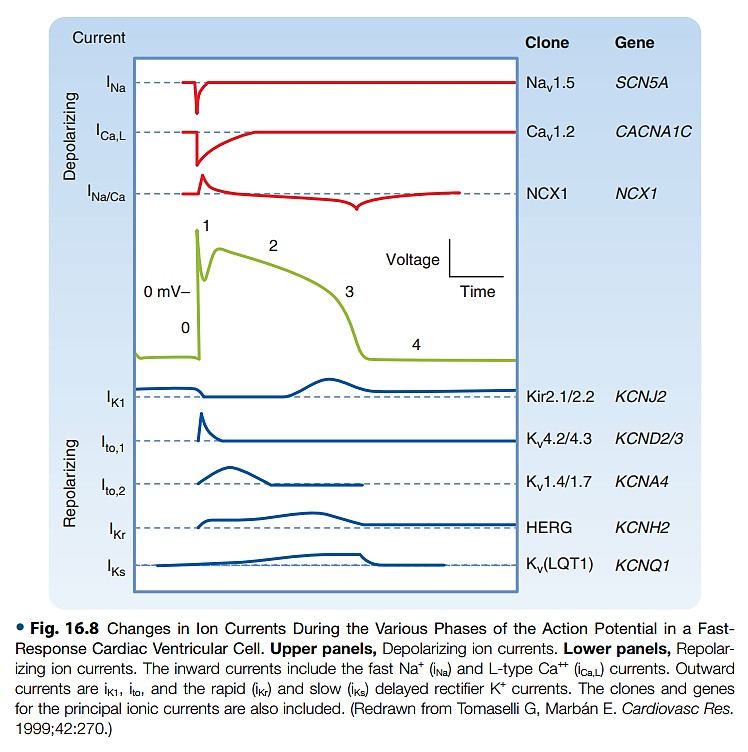 Current Clone Gene
Depolarizing
I_Na Na_v1.5 SCN5A
I_Ca,L Ca_v1.2 CACNA1C
I_Na/Ca NCX1 NCX1
1
2
Voltage
3
0 mV–
Time
0
4
Repolarizing
I_K1 Kir2.1/2.2 KCNJ2
I_to,1 K_v4.2/4.3 KCND2/3
I_to,2 K_v1.4/1.7 KCNA4
I_Kr HERG KCNH2
I_Ks K_v(LQT1) KCNQ1
• Fig. 16.8 Changes in Ion Currents During the Various Phases of the Action Potential in a Fast-
Response Cardiac Ventricular Cell. Upper panels, Depolarizing ion currents. Lower panels, Repolar-
izing ion currents. The inward currents include the fast Na⁺ (i_Na) and L-type Ca⁺⁺ (i_Ca,L) currents. Outward
currents are i_K1, i_to, and the rapid (i_Kr) and slow (i_Ks) delayed rectifier K⁺ currents. The clones and genes
for the principal ionic currents are also included. (Redrawn from Tomaselli G, Marbán E. Cardiovasc Res.
1999;42:270.)